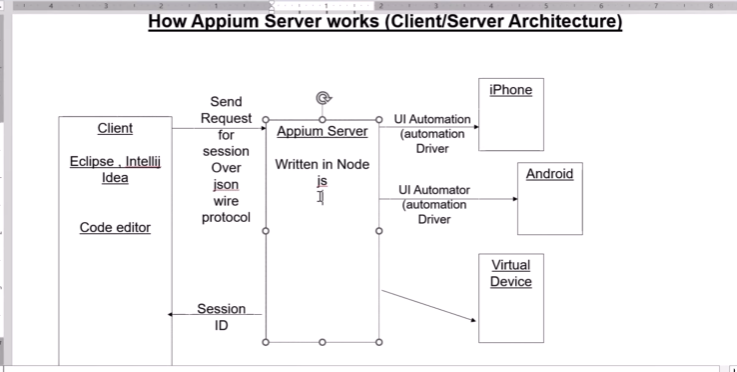 How Appium Server works (Client/Server Architecture)
Client
Eclipse , Intellij
Idea
Code editor
Send
Request
for
session
Over
json
wire
protocol
Session
ID
Appium Server
Written in Node
js
UI Automation
(automation
Driver
UI Automator
(automation
Driver
iPhone
Android
Virtual
Device